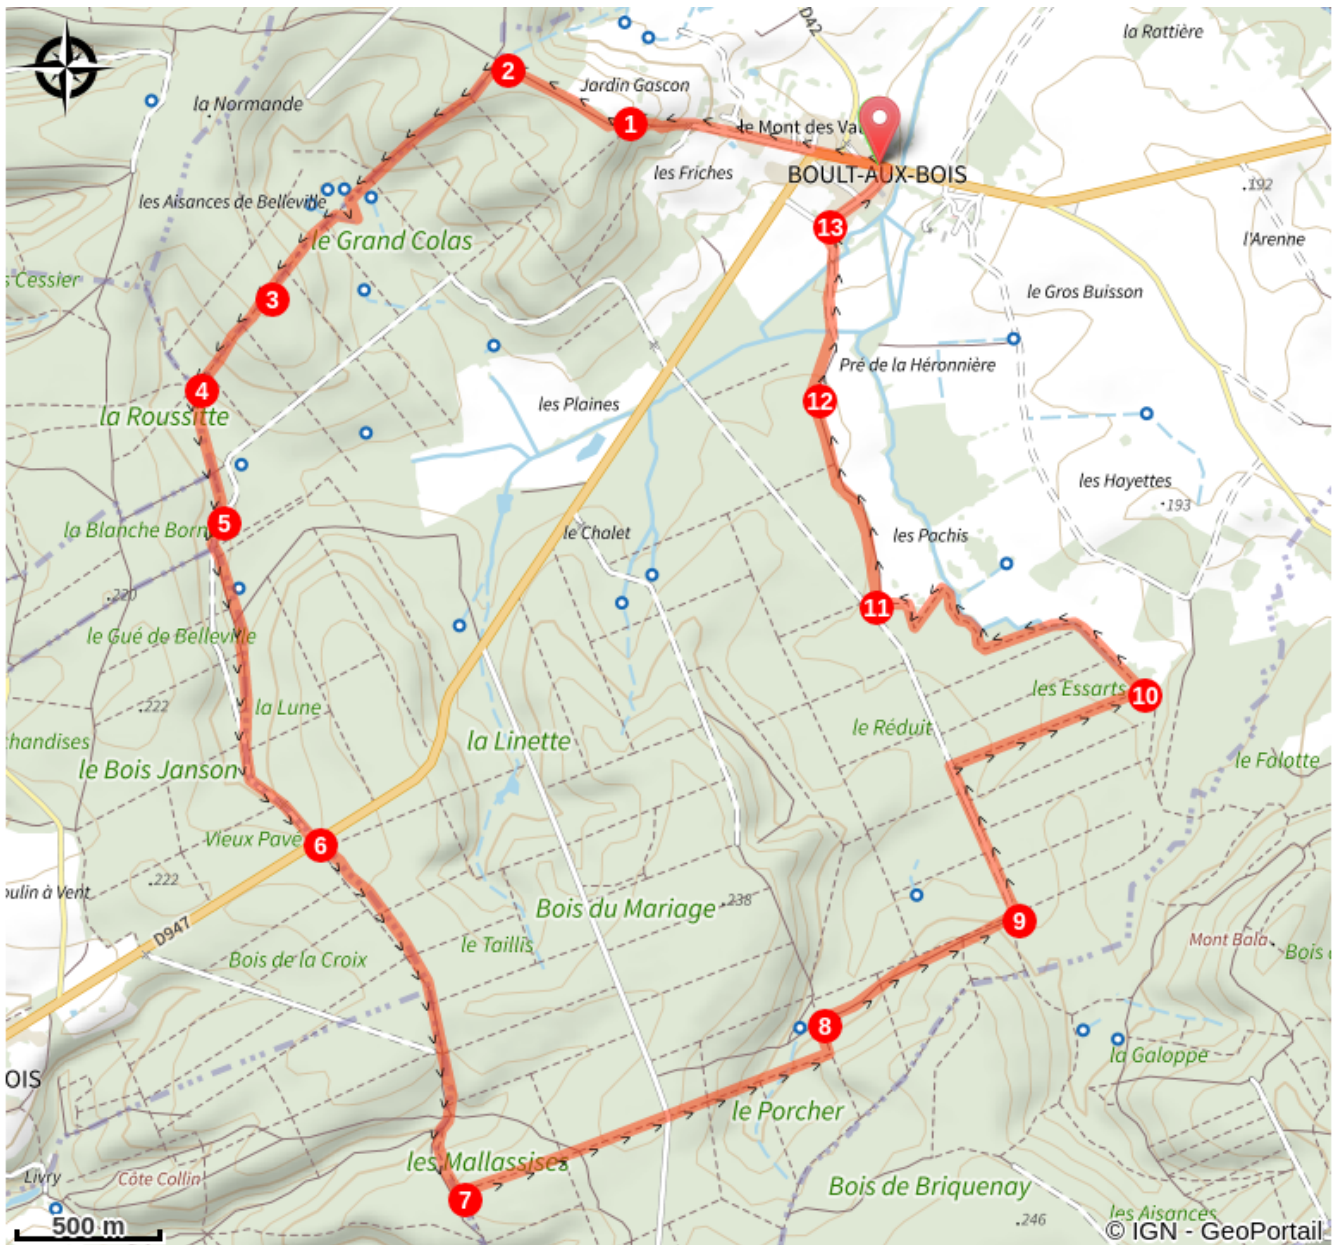 D42
la Rattière
2
Jardin Gascon
la Normande
1
le Mont des Va
les Friches
BOULT-AUX-BOIS
192
les Aisances de Belleville
13
l'Arenne
le Grand Colas
s Cessier
3
le Gros Buisson
Pré de la Héronnière
4
12
les Plaines
la Roussitte
les Hayettes
193
5
la Blanche Born
le Chalet
les Pachis
220
11
le Gué de Belleville
les Essarts
10
222
la Lune
le Réduit
chandises
la Linette
le Falotte
le Bois Janson
Vieux Pavé
6
222
oulin à Vent
238
Bois du Mariage
9
D947
le Taillis
Mont Bala
Bois
Bois de la Croix
8
la Galoppe
OIS
le Porcher
les Mallassises
Livry
Côte Collin
7
Bois de Briquenay
les Aisances
246
500 m
© IGN - GeoPortail